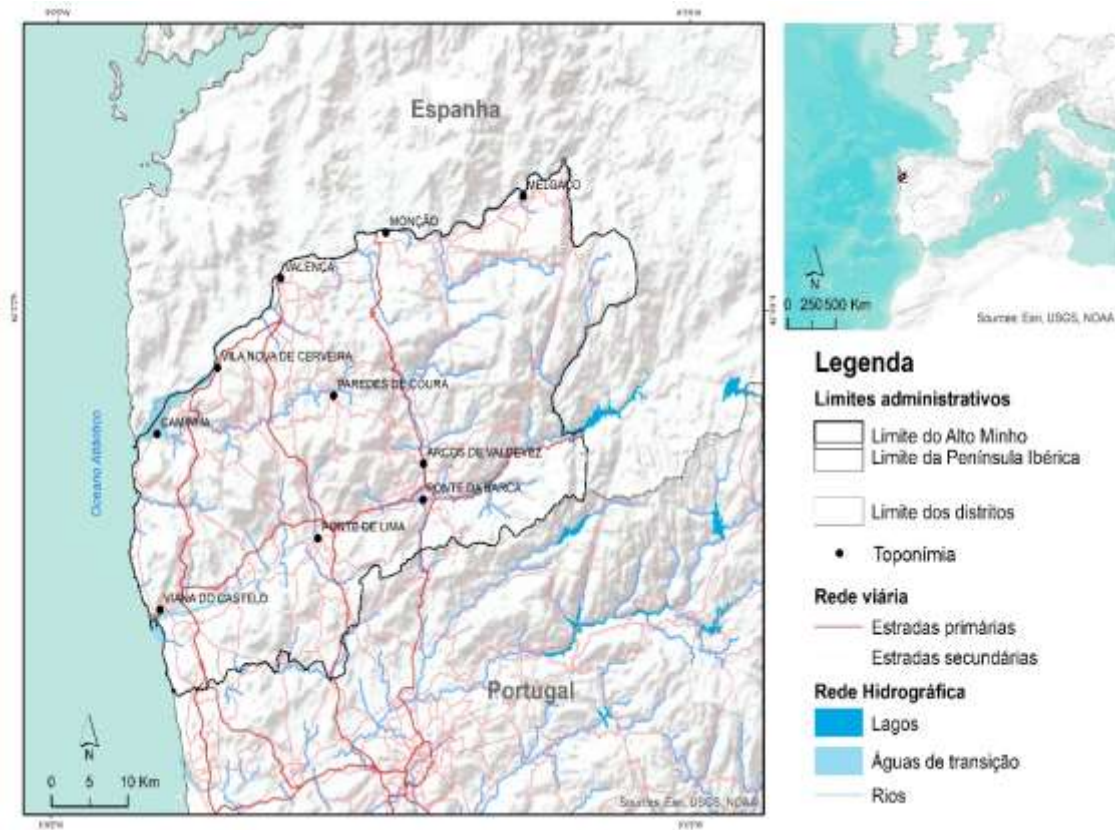 Espanha
MELGAÇO
MONÇÃO
VALENÇA
VILA NOVA DE CERVEIRA
PAREDES DE COURA
CAMINHA
Oceano Atlântico
ARCOS DE VALDEVEZ
PONTE DA BARCA
PONTE DE LIMA
VIANA DO CASTELO
Portugal
N
0 5 10 Km
Sources: Esri, USGS, NOAA
N
0 250 500 Km
Sources: Esri, USGS, NOAA
Legenda
Limites administrativos
Limite do Alto Minho
Limite da Península Ibérica
Limite dos distritos
Toponímia
Rede viária
Estradas primárias
Estradas secundárias
Rede Hidrográfica
Lagos
Águas de transição
Rios